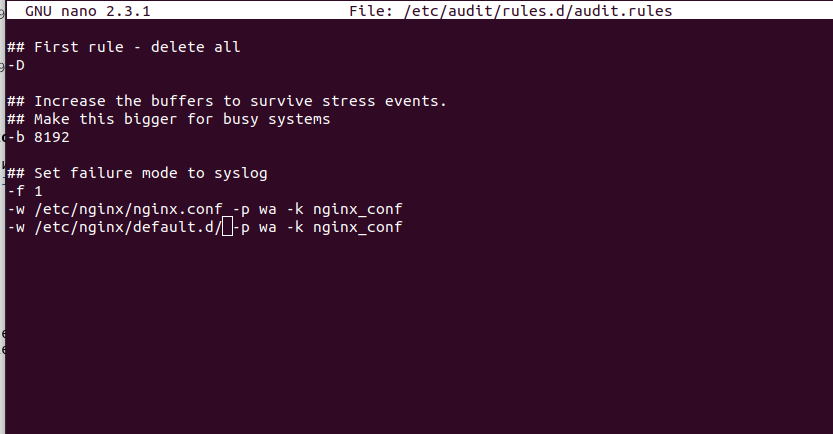 GNU nano 2.3.1 File: /etc/audit/rules.d/audit.rules
## First rule - delete all
-D
## Increase the buffers to survive stress events.
## Make this bigger for busy systems
-b 8192
## Set failure mode to syslog
-f 1
-w /etc/nginx/nginx.conf -p wa -k nginx_conf
-w /etc/nginx/default.d/ -p wa -k nginx_conf